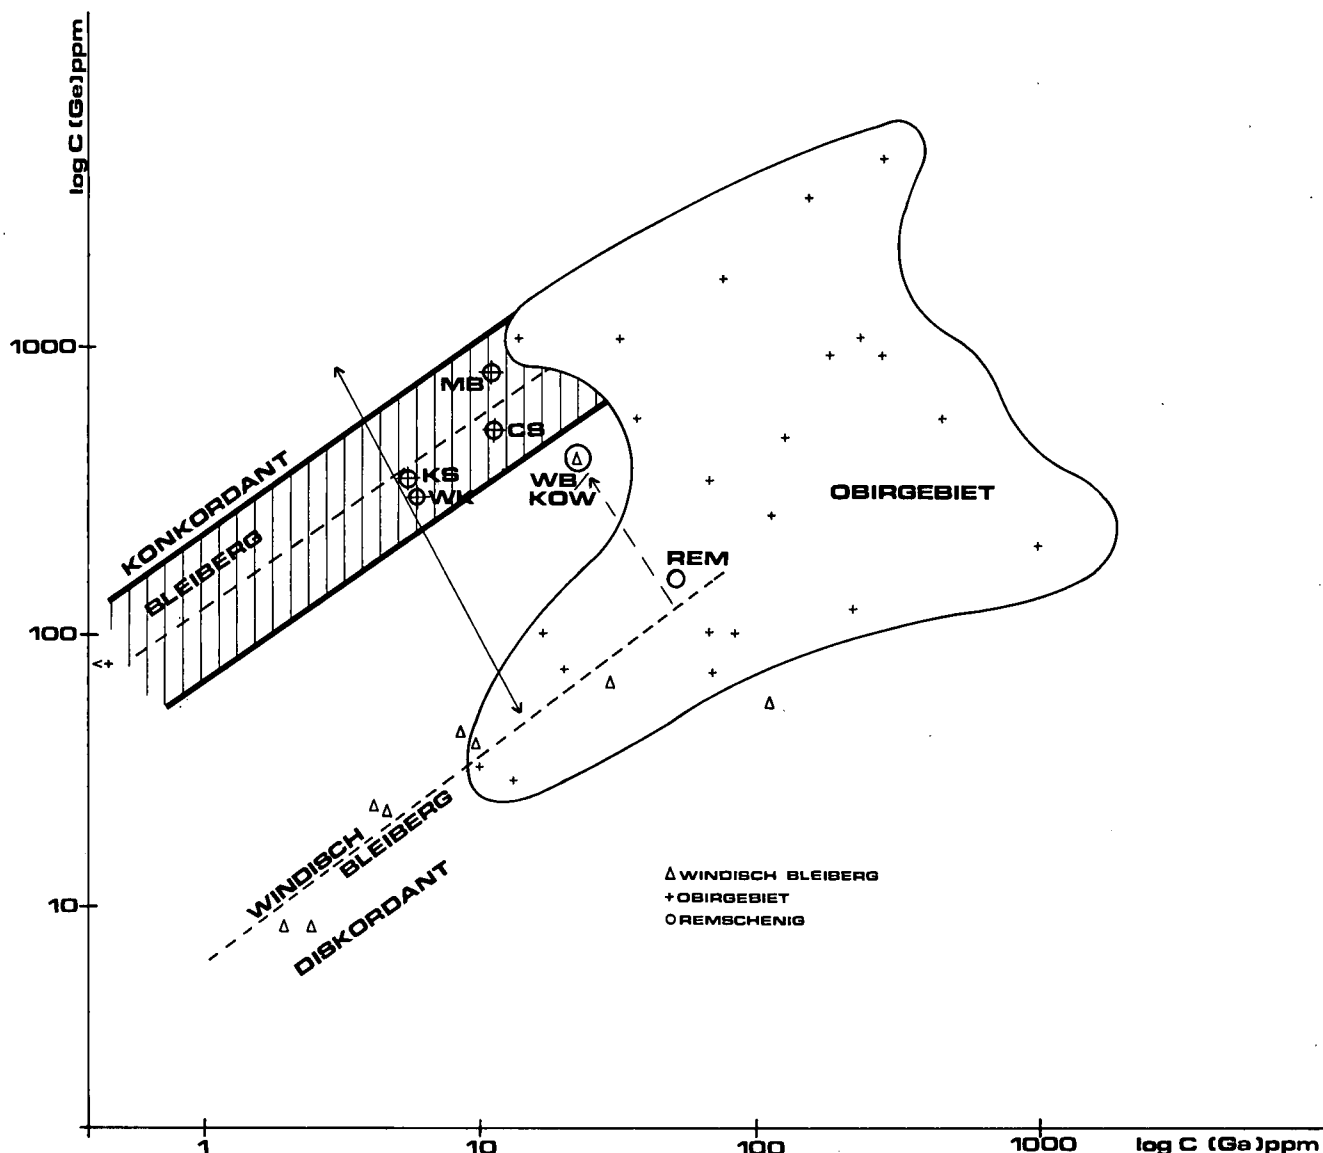 log C (Ge) ppm
1000
MB
CS
KONKORDANT
KS
WB/
KOW
WK
OBIRGEBIET
BLEIBERG
REM
100
<+
WINDISCH
BLEIBERG
DISKORDANT
△ WINDISCH BLEIBERG
+ OBIRGEBIET
○ REMSCHENIG
10
1
10
100
1000
log C (Ga) ppm